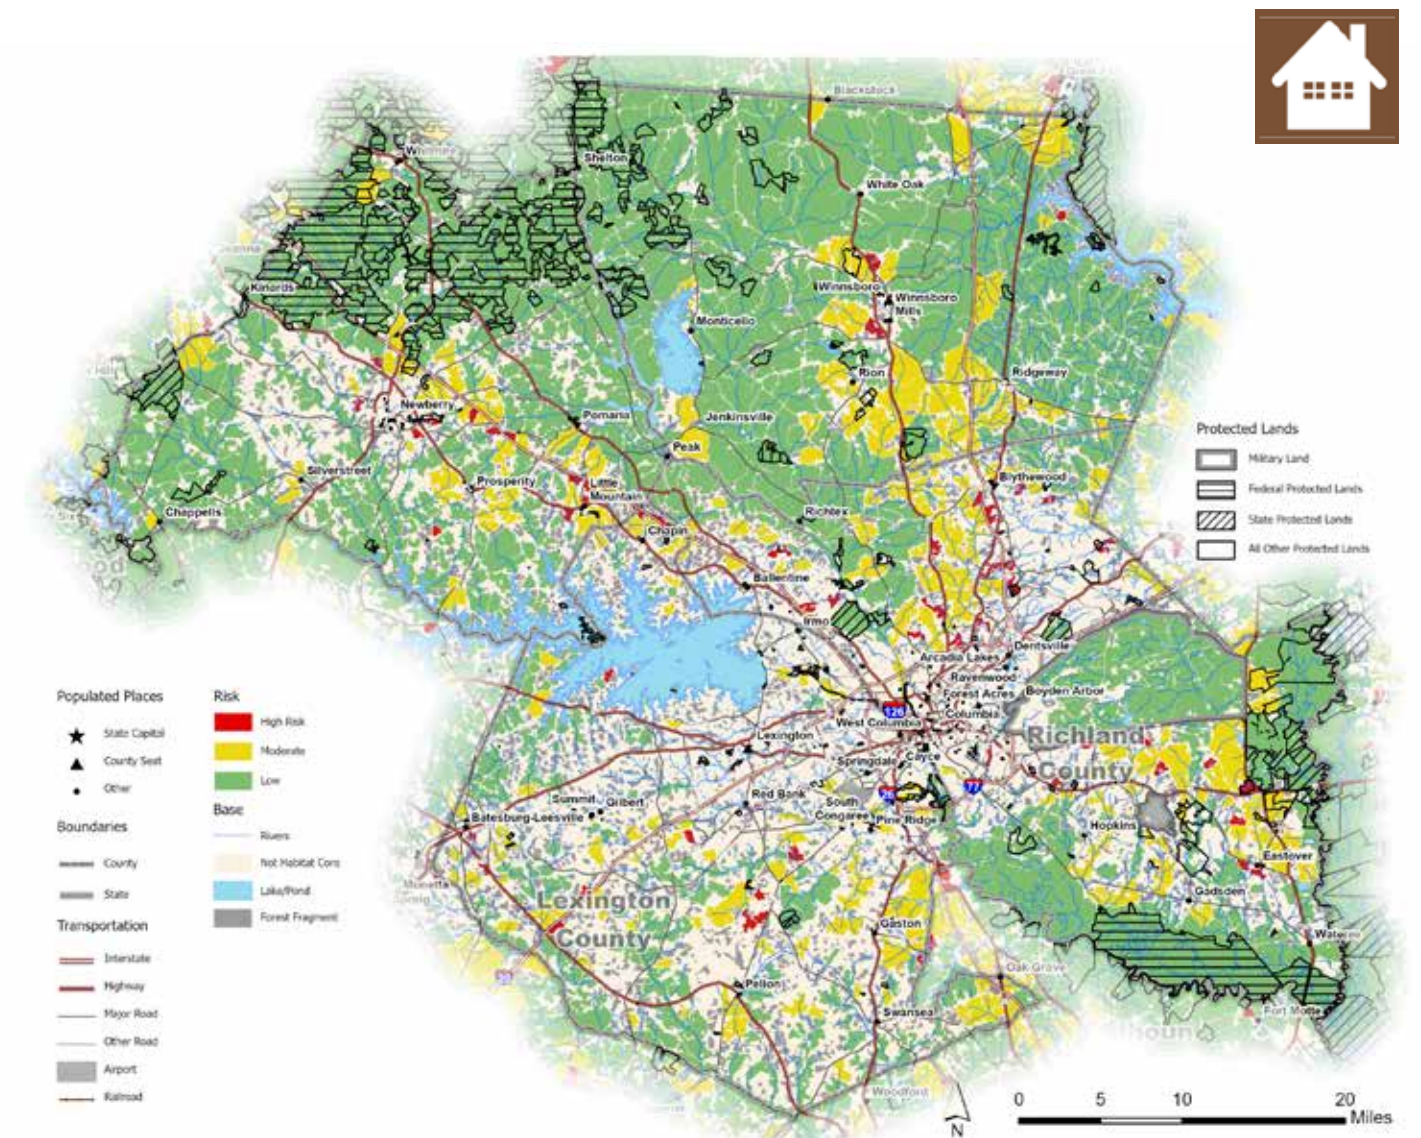 Blackstock
Shelton
White Oak
Kinards
Winnsboro
Winnsboro
Mills
Monticello
Rion
Ridgeway
Newberry
Pomaria
Jenkinsville
Peak
Silverstreet
Prosperity
Little
Mountain
Blythewood
Chappells
Richtex
Chapin
Ballentine
Irmo
Dentsville
Arcadia Lakes
Ravenwood
Forest Acres
Boyden Arbor
Columbia
126
West Columbia
Lexington
Richland
County
Cayce
Springdale
26
77
Red Bank
South
Congaree
Pine Ridge
Summit
Gilbert
Batesburg-Leesville
Hopkins
Eastover
Gadsden
Lexington
County
Gaston
Wateree
Oak Grove
Pelion
Swansea
Fort Motte
Woodford
Protected Lands
Military Land
Federal Protected Lands
State Protected Lands
All Other Protected Lands
Populated Places
State Capital
County Seat
Other
Boundaries
County
State
Transportation
Interstate
Highway
Major Road
Other Road
Airport
Railroad
Risk
High Risk
Moderate
Low
Base
Rivers
Not Habitat Cors
Lake/Pond
Forest Fragment
N
0 5 10 20
Miles